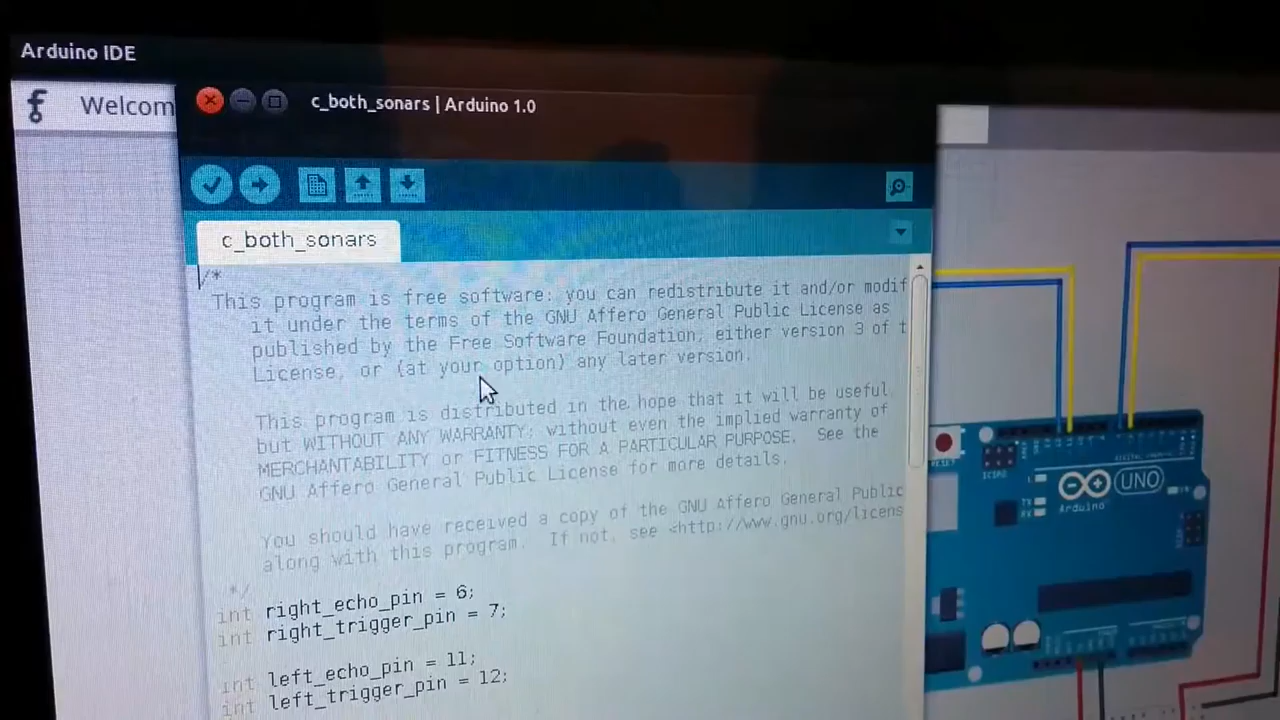 Arduino IDE
Welcom
c_both_sonars | Arduino 1.0
c_both_sonars
/*
This program is free software: you can redistribute it and/or modif
it under the terms of the GNU Affero General Public License as
published by the Free Software Foundation, either version 3 of t
License, or (at your option) any later version.
This program is distributed in the hope that it will be useful
but WITHOUT ANY WARRANTY; without even the implied warranty of
MERCHANTABILITY or FITNESS FOR A PARTICULAR PURPOSE. See the
GNU Affero General Public License for more details.
You should have received a copy of the GNU Affero General Public
along with this program. If not, see <http://www.gnu.org/licens
*/
int right_echo_pin = 6;
int right_trigger_pin = 7;
int left_echo_pin = 11;
int left_trigger_pin = 12;
RESET
ICSP2
L
TX
RX
UNO
Arduino